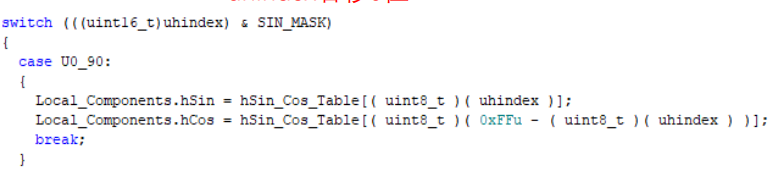 switch (((uint16_t)uhindex) & SIN_MASK)
{
case U0_90:
{
Local_Components.hSin = hSin_Cos_Table[( uint8_t )( uhindex )];
Local_Components.hCos = hSin_Cos_Table[( uint8_t )( 0xFFu - ( uint8_t )( uhindex ) )];
break;
}